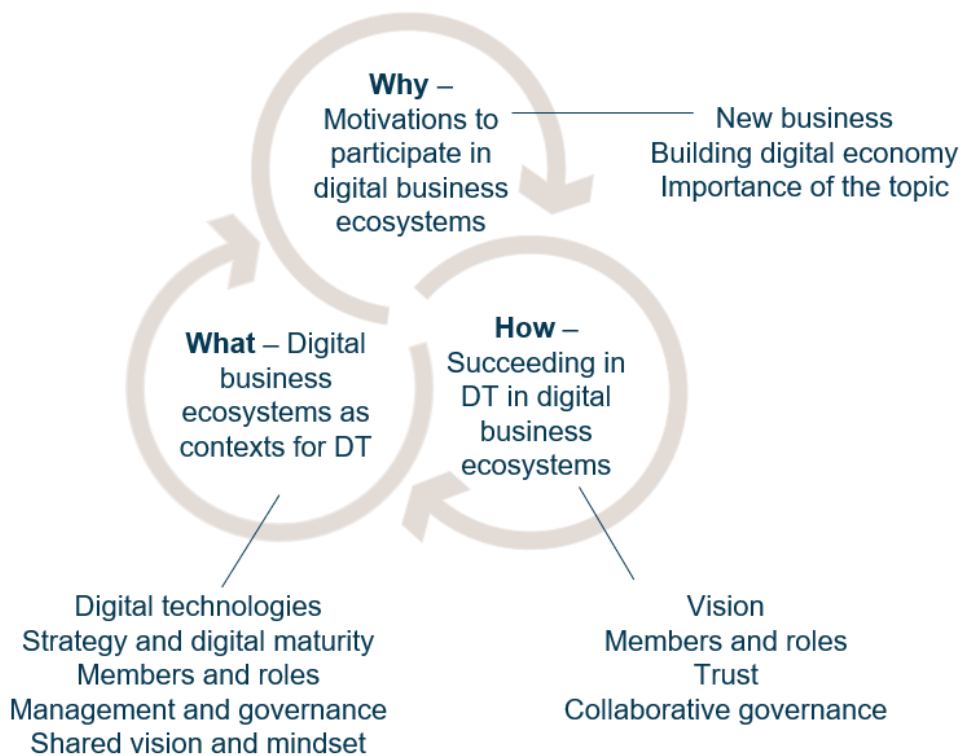 Why –
Motivations to
participate in
digital business
ecosystems
New business
Building digital economy
Importance of the topic
What – Digital
business
ecosystems as
contexts for DT
How –
Succeeding in
DT in digital
business
ecosystems
Digital technologies
Strategy and digital maturity
Members and roles
Management and governance
Shared vision and mindset
Vision
Members and roles
Trust
Collaborative governance